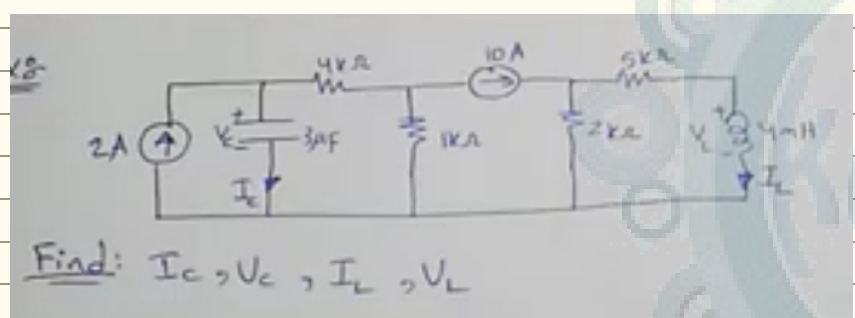 4kΩ
10A
5kΩ
2A
+
Vc
-
3µF
1kΩ
2kΩ
+
VL
-
4mH
Ic
IL
Find: Ic, Vc, IL, VL